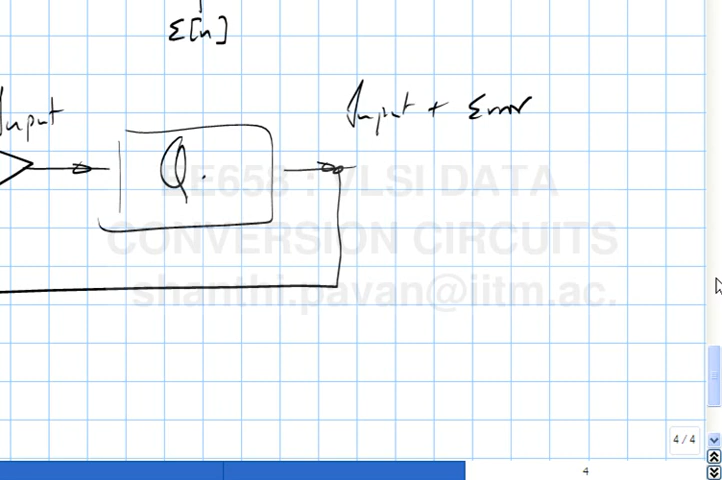 Σ[n]
Input
Input + Error
Q.
EE658 : VLSI DATA
CONVERSION CIRCUITS
shanthi.pavan@iitm.ac.
4/4
4